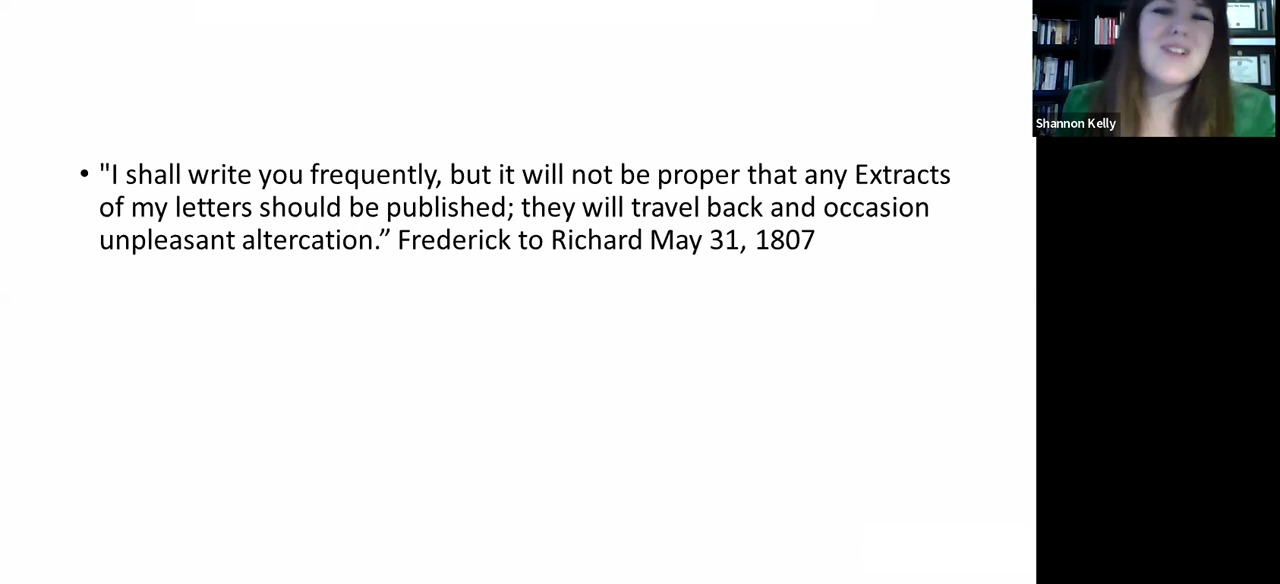 • "I shall write you frequently, but it will not be proper that any Extracts
of my letters should be published; they will travel back and occasion
unpleasant altercation.” Frederick to Richard May 31, 1807
Shannon Kelly